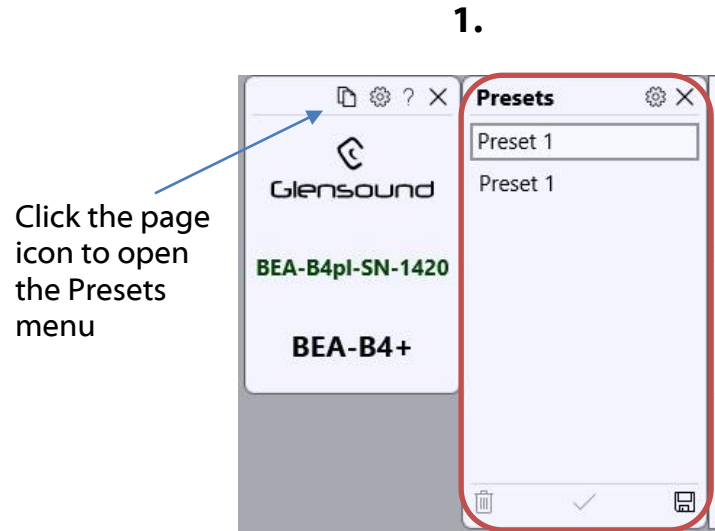 1.
Click the page
icon to open
the Presets
menu
? 
Glensound
BEA-B4pl-SN-1420
BEA-B4+
Presets
Preset 1
Preset 1